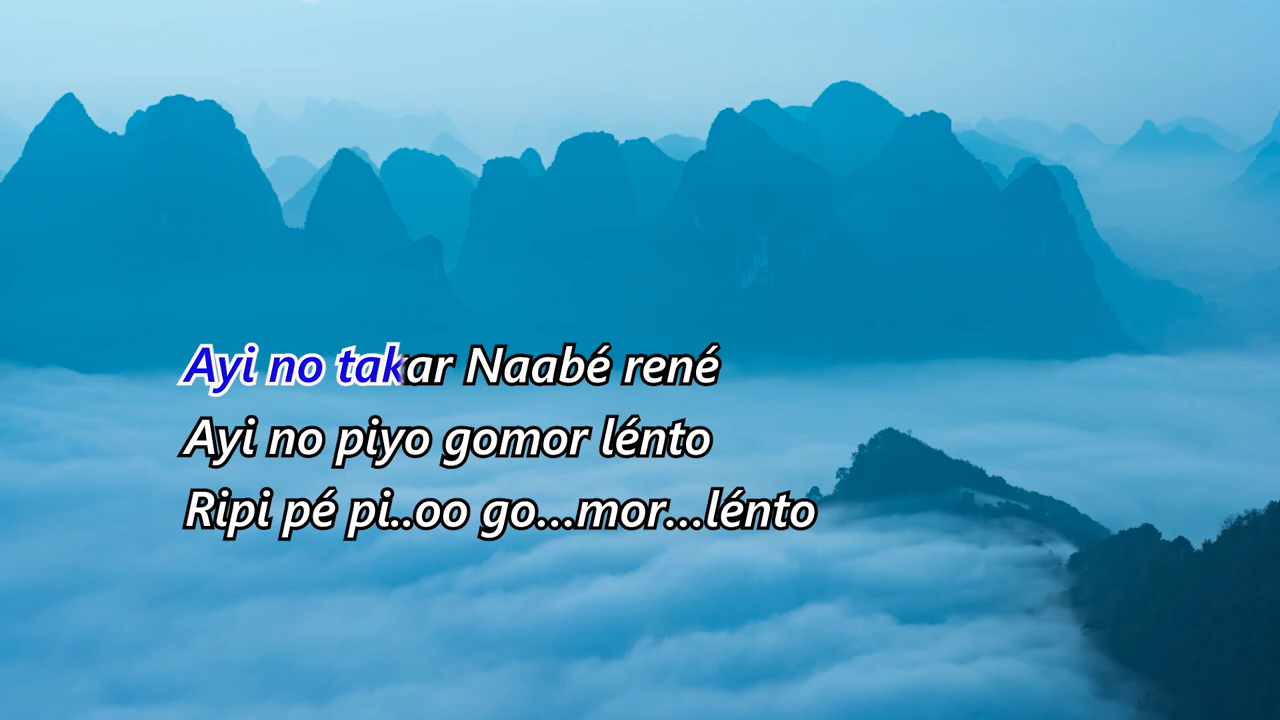 Ayi no takar Naabé rené
Ayi no piyo gomor lénto
Ripi pé pi..oo go...mor...lénto